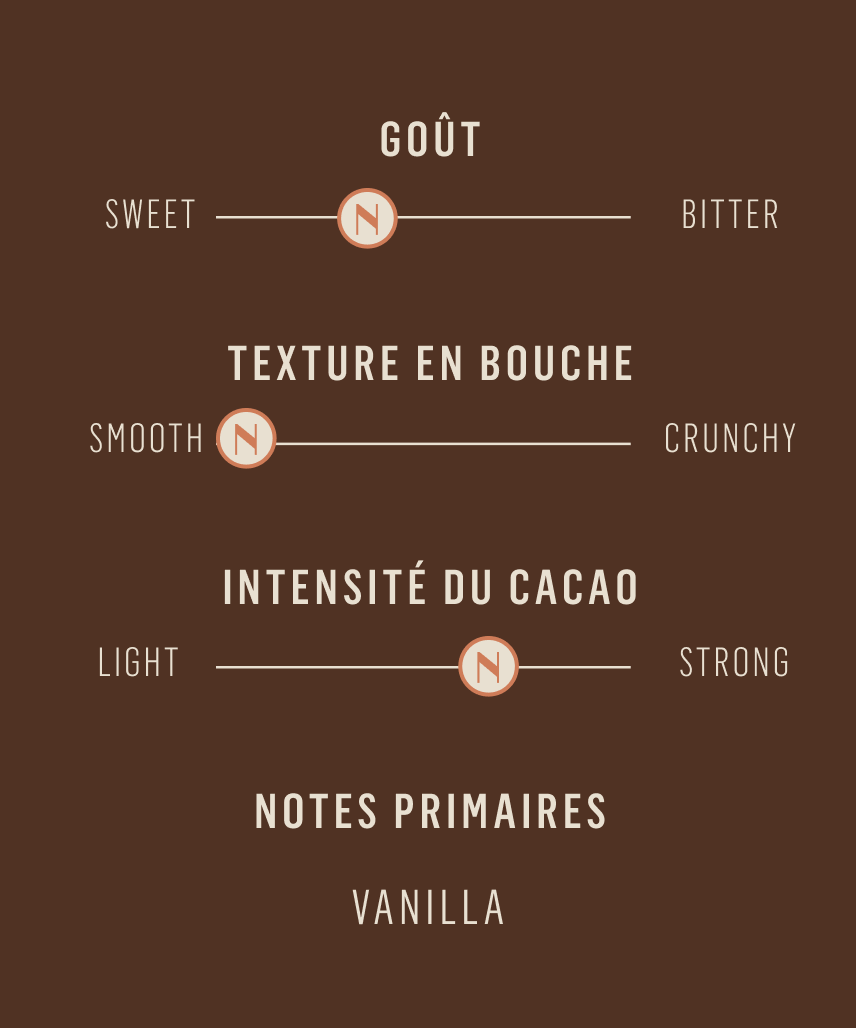 GOÛT
SWEET N BITTER
TEXTURE EN BOUCHE
SMOOTH N CRUNCHY
INTENSITÉ DU CACAO
LIGHT N STRONG
NOTES PRIMAIRES
VANILLA